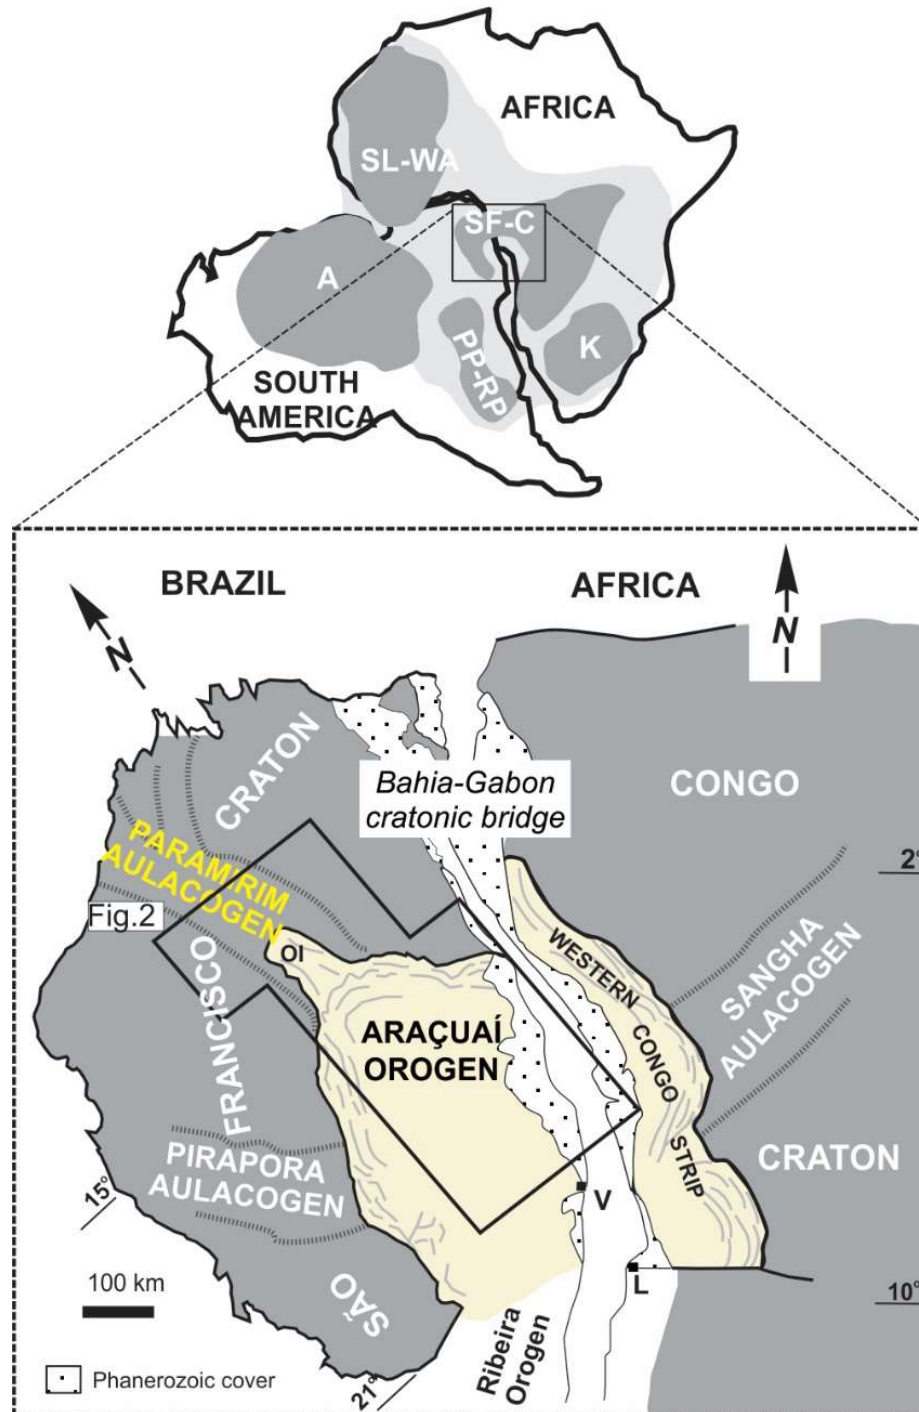 AFRICA
SL-WA
SF-C
A
K
PP-RP
SOUTH
AMERICA
BRAZIL
AFRICA
N
N
CRATON
Bahia-Gabon
cratonic bridge
CONGO
PARAMIRIM
AULACOGEN
2°
Fig.2
OI
WESTERN
CONGO
STRIP
SANGHA
AULACOGEN
FRANCISCO
ARAÇUAÍ
OROGEN
PIRAPORA
AULACOGEN
CRATON
15°
V
100 km
SÃO
L
10°
Ribeira
Orogen
Phanerozoic cover
21°